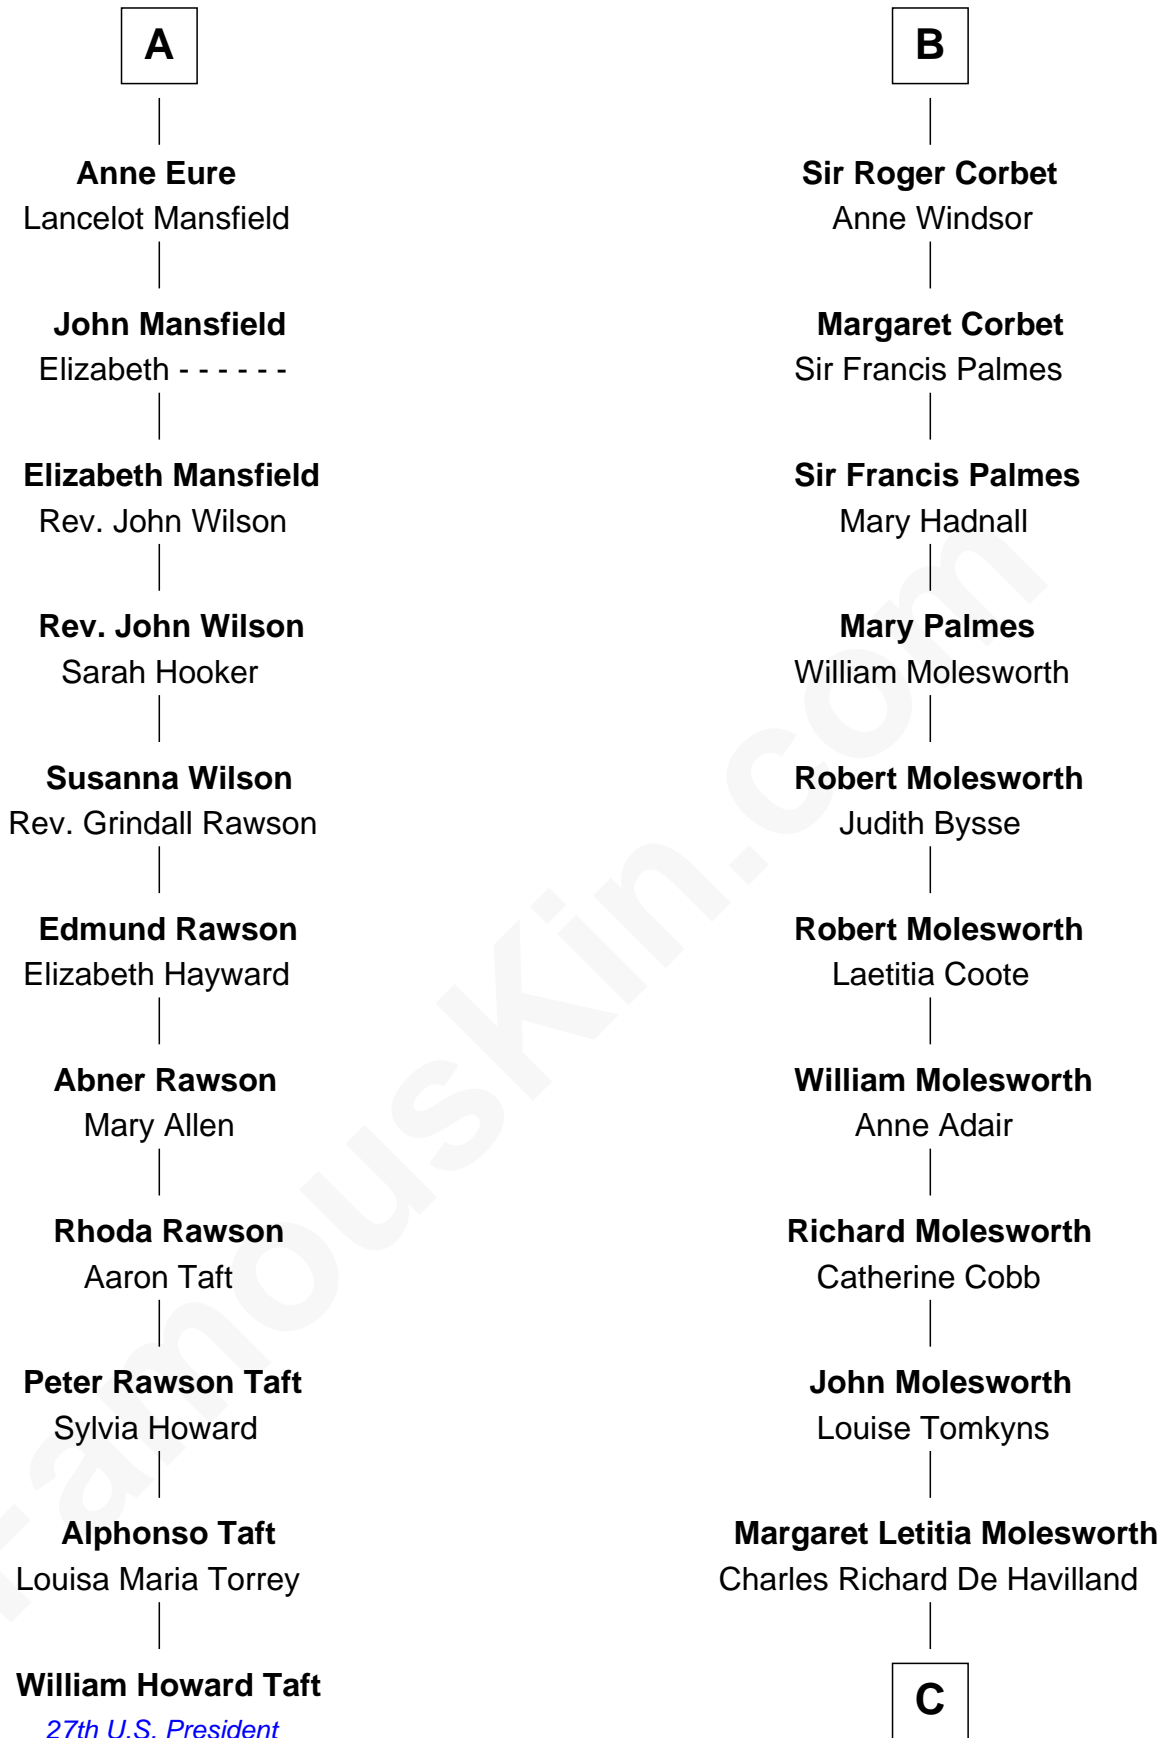 A
Anne Eure
Lancelot Mansfield
John Mansfield
Elizabeth - - - - - -
Elizabeth Mansfield
Rev. John Wilson
Rev. John Wilson
Sarah Hooker
Susanna Wilson
Rev. Grindall Rawson
Edmund Rawson
Elizabeth Hayward
Abner Rawson
Mary Allen
Rhoda Rawson
Aaron Taft
Peter Rawson Taft
Sylvia Howard
Alphonso Taft
Louisa Maria Torrey
William Howard Taft
27th U.S. President
B
Sir Roger Corbet
Anne Windsor
Margaret Corbet
Sir Francis Palmes
Sir Francis Palmes
Mary Hadnall
Mary Palmes
William Molesworth
Robert Molesworth
Judith Bysse
Robert Molesworth
Laetitia Coote
William Molesworth
Anne Adair
Richard Molesworth
Catherine Cobb
John Molesworth
Louise Tomkyns
Margaret Letitia Molesworth
Charles Richard De Havilland
C
FamousKin.com